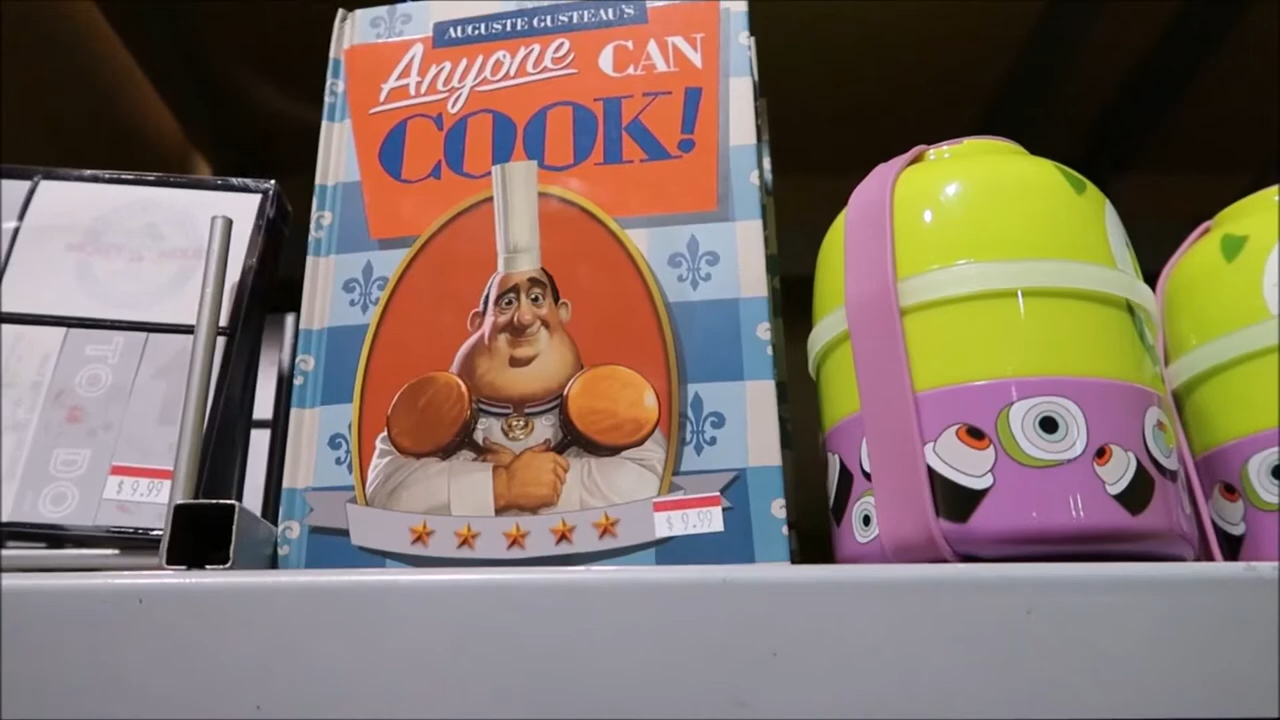 AUGUSTE GUSTEAU'S
Anyone CAN
COOK!
$ 9.99
TO
DO
$ 9.99